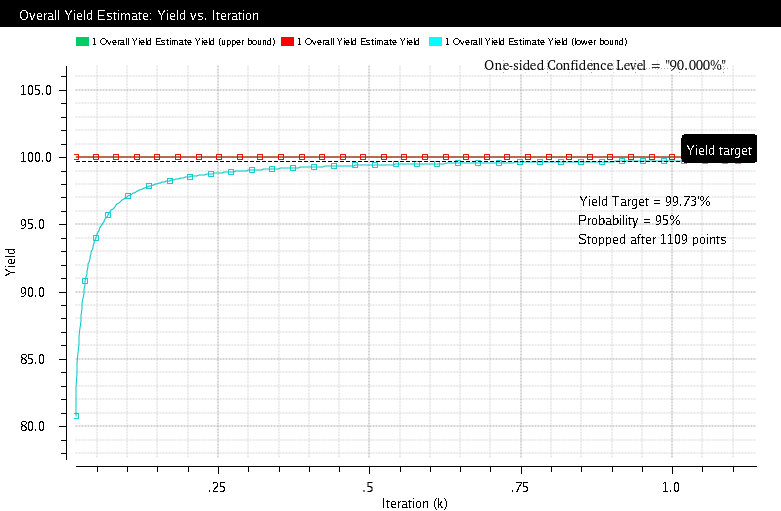 Overall Yield Estimate: Yield vs. Iteration
1 Overall Yield Estimate Yield (upper bound) 1 Overall Yield Estimate Yield 1 Overall Yield Estimate Yield (lower bound)
One-sided Confidence Level = "90.000%"
105.0
100.0
Yield target
95.0
Yield Target = 99.73'%
Probability = 95%
Stopped after 1109 points
Yield
90.0
85.0
80.0
.25 .5 .75 1.0
Iteration (k)